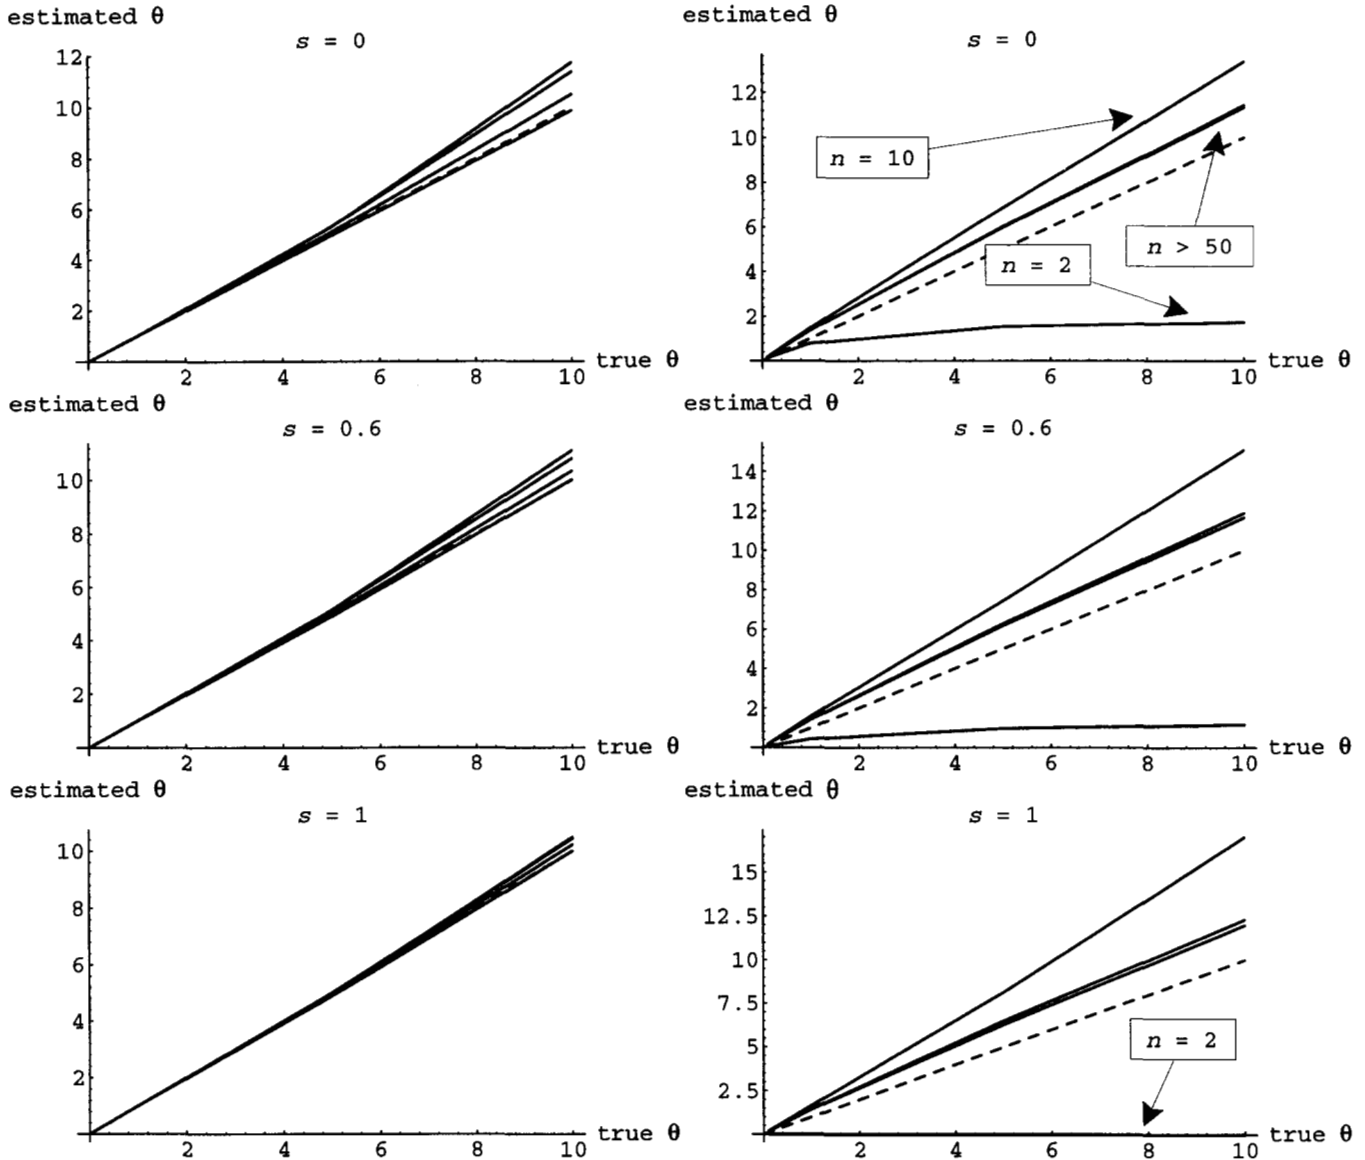 estimated θ
s = 0
12
10
8
6
4
2
2 4 6 8 10 true θ
estimated θ
s = 0
12
10
8
6
4
2
n = 10
n > 50
n = 2
2 4 6 8 10 true θ
estimated θ
s = 0.6
10
8
6
4
2
2 4 6 8 10 true θ
estimated θ
s = 0.6
14
12
10
8
6
4
2
2 4 6 8 10 true θ
estimated θ
s = 1
10
8
6
4
2
2 4 6 8 10 true θ
estimated θ
s = 1
15
12.5
10
7.5
5
2.5
n = 2
2 4 6 8 10 true θ